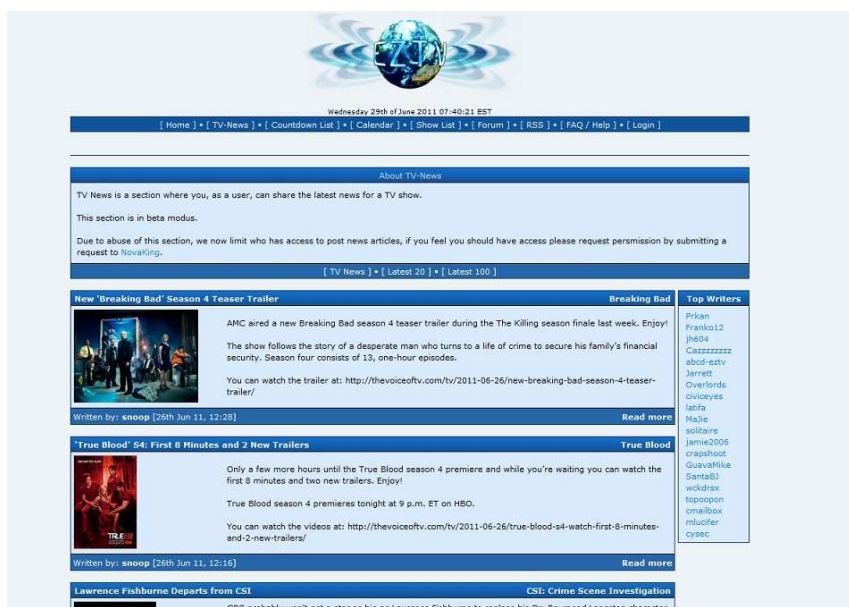 EZTV
Wednesday 29th of June 2011 07:40:21 EST
[ Home ] • [ TV-News ] • [ Countdown List ] • [ Calendar ] • [ Show List ] • [ Forum ] • [ RSS ] • [ FAQ / Help ] • [ Login ]
About TV-News
TV News is a section where you, as a user, can share the latest news for a TV show.
This section is in beta modus.
Due to abuse of this section, we now limit who has access to post news articles, if you feel you should have access please request persmission by submitting a
request to NovaKing.
[ TV News ] • [ Latest 20 ] • [ Latest 100 ]
New 'Breaking Bad' Season 4 Teaser Trailer
Breaking Bad
AMC aired a new Breaking Bad season 4 teaser trailer during the The Killing season finale last week. Enjoy!
The show follows the story of a desperate man who turns to a life of crime to secure his family's financial
security. Season four consists of 13, one-hour episodes.
You can watch the trailer at: http://thevoiceoftv.com/tv/2011-06-26/new-breaking-bad-season-4-teaser-
trailer/
Written by: snoop [26th Jun 11, 12:28]
Read more
'True Blood' S4: First 8 Minutes and 2 New Trailers
True Blood
Only a few more hours until the True Blood season 4 premiere and while you're waiting you can watch the
first 8 minutes and two new trailers. Enjoy!
True Blood season 4 premieres tonight at 9 p.m. ET on HBO.
You can watch the videos at: http://thevoiceoftv.com/tv/2011-06-26/true-blood-s4-watch-first-8-minutes-
and-2-new-trailers/
Written by: snoop [26th Jun 11, 12:16]
Read more
Lawrence Fishburne Departs from CSI
CSI: Crime Scene Investigation
Top Writers
Prkan
Franko12
jh604
Cazzzzzzzz
abcd-eztv
Jarrett
Overlords
civiceyes
latifa
MaJie
solitaire
jamie2006
crapshoot
GuavaMike
SantaBJ
wckdrsx
topoopon
cmailbox
mlucifer
cysec